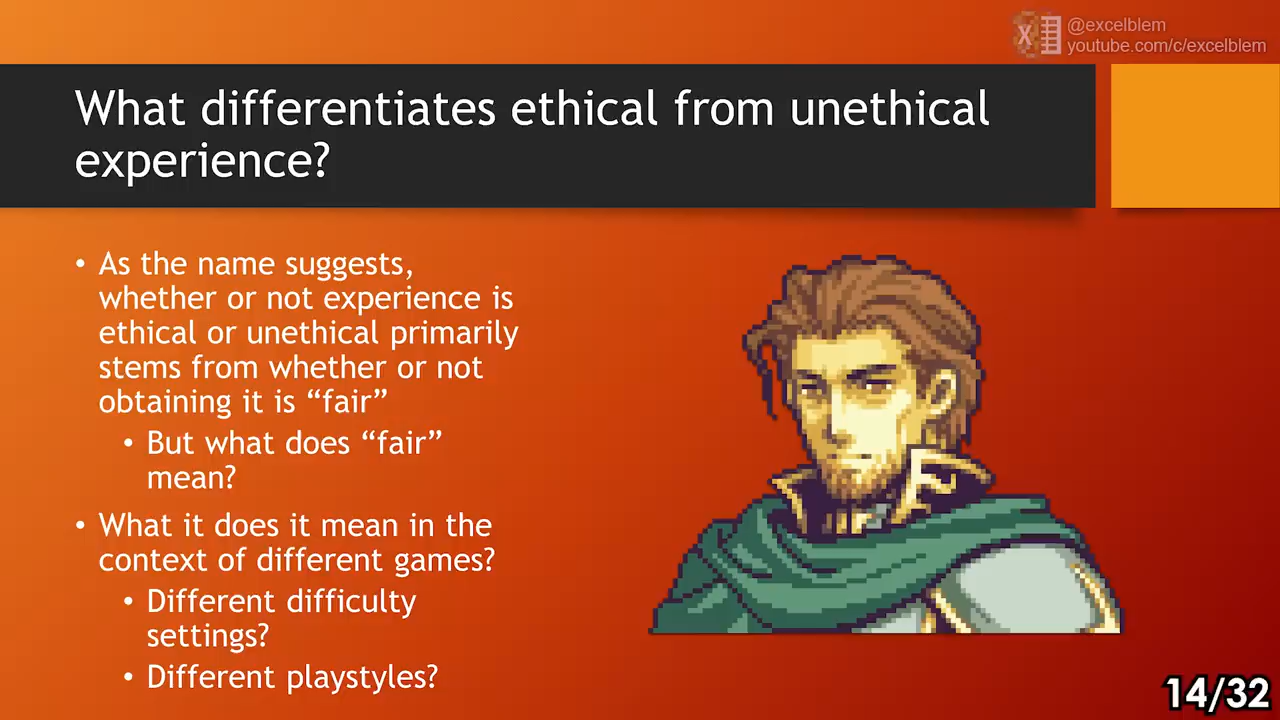 @excelblem
youtube.com/c/excelblem
What differentiates ethical from unethical
experience?
• As the name suggests,
whether or not experience is
ethical or unethical primarily
stems from whether or not
obtaining it is “fair”
• But what does “fair”
mean?
• What it does it mean in the
context of different games?
• Different difficulty
settings?
• Different playstyles?
14/32